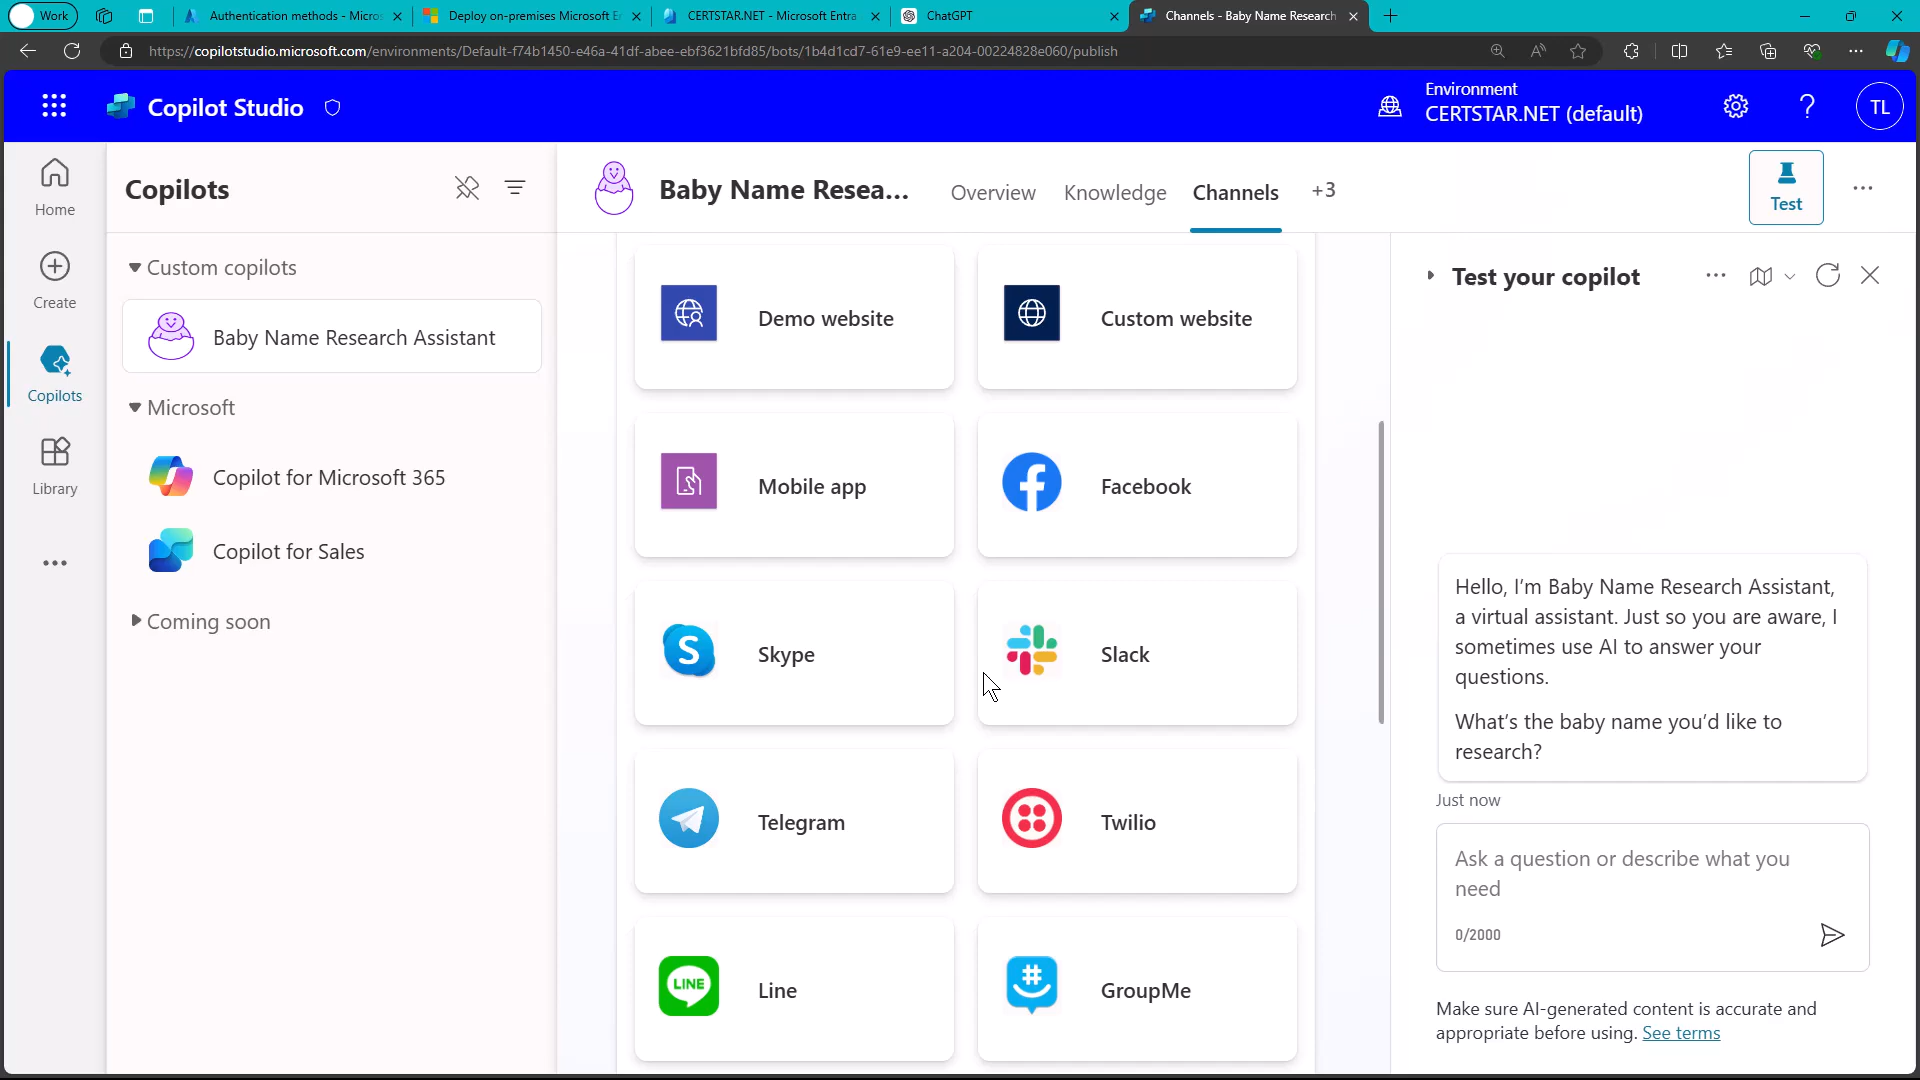 Work
Authentication methods - Micros
Deploy on-premises Microsoft E
CERTSTAR.NET - Microsoft Entra
ChatGPT
Channels - Baby Name Research
https://copilotstudio.microsoft.com/environments/Default-f74b1450-e46a-41df-abee-ebf3621bfd85/bots/1b4d1cd7-61e9-ee11-a204-00224828e060/publish
Copilot Studio
Environment
CERTSTAR.NET (default)
?
TL
Home
Create
Copilots
Library
Copilots
Custom copilots
Baby Name Research Assistant
Microsoft
Copilot for Microsoft 365
Copilot for Sales
Coming soon
Baby Name Resea...
Overview
Knowledge
Channels
+3
Test
Demo website
Custom website
Mobile app
Facebook
Skype
Slack
Telegram
Twilio
LINE
Line
GroupMe
Test your copilot
Hello, I'm Baby Name Research Assistant,
a virtual assistant. Just so you are aware, I
sometimes use AI to answer your
questions.
What's the baby name you'd like to
research?
Just now
Ask a question or describe what you
need
0/2000
Make sure AI-generated content is accurate and
appropriate before using. See terms